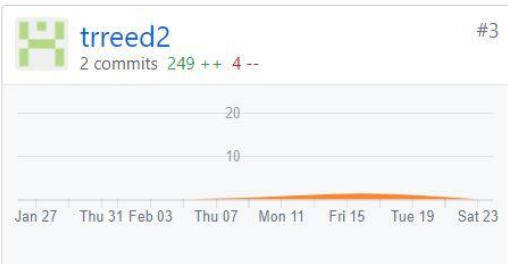 trreed2
#3
2 commits 249 ++ 4 --
20
10
Jan 27 Thu 31 Feb 03 Thu 07 Mon 11 Fri 15 Tue 19 Sat 23